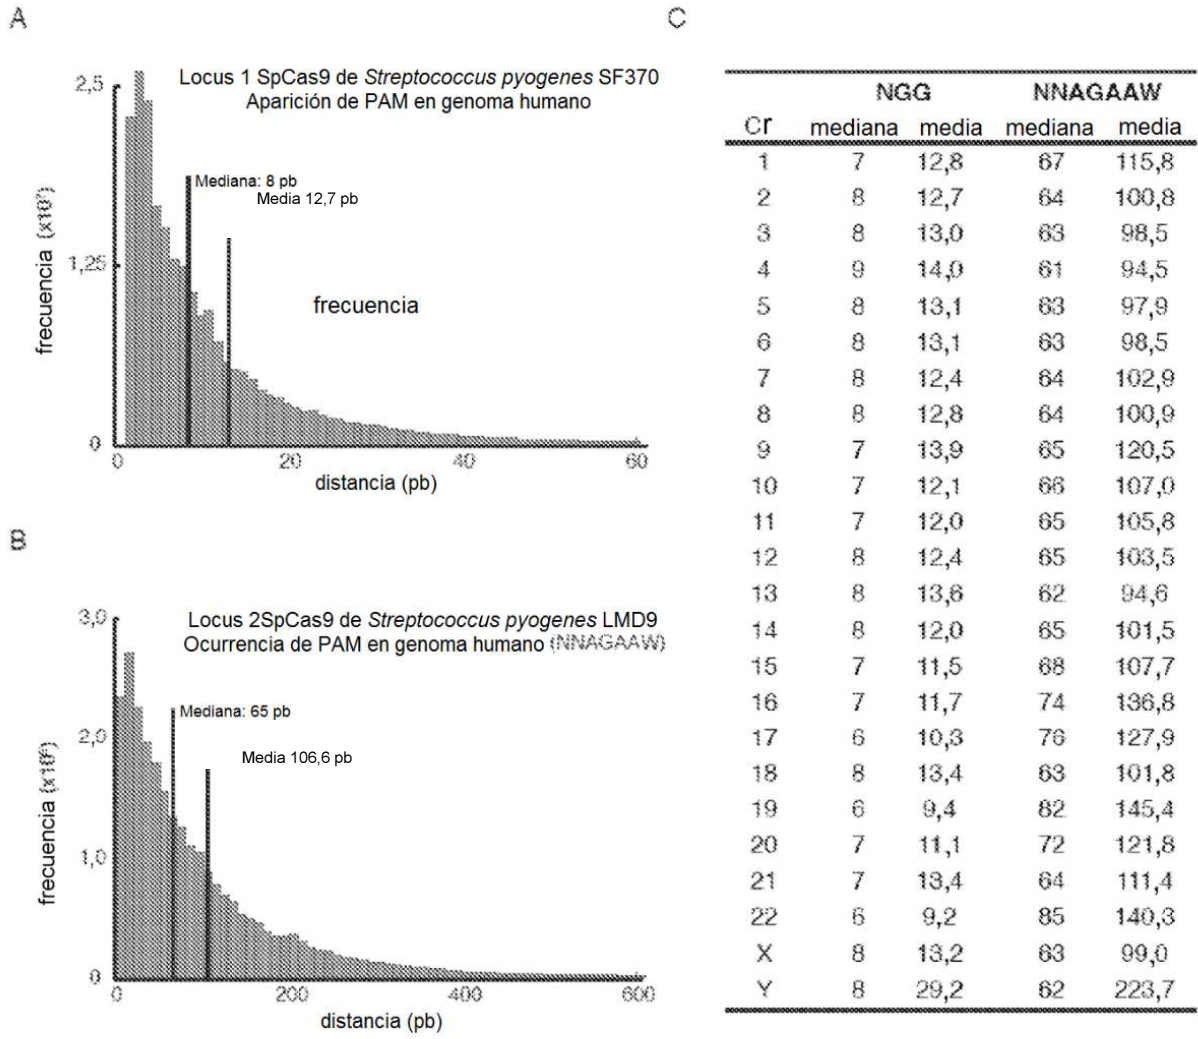 A
Locus 1 SpCas9 de Streptococcus pyogenes SF370
Aparición de PAM en genoma humano
2,5
1,25
0
frecuencia (x10⁷)
Mediana: 8 pb
Media 12,7 pb
frecuencia
0 20 40 60
distancia (pb)
B
Locus 2SpCas9 de Streptococcus pyogenes LMD9
Ocurrencia de PAM en genoma humano (NNAGAAW)
3,0
2,0
1,0
0
frecuencia (x10⁶)
Mediana: 65 pb
Media 106,6 pb
0 200 400 600
distancia (pb)
C
NGG NNAGAAW
Cr mediana media mediana media
1 7 12,8 67 115,8
2 8 12,7 64 100,8
3 8 13,0 63 98,5
4 9 14,0 61 94,5
5 8 13,1 63 97,9
6 8 13,1 63 98,5
7 8 12,4 64 102,9
8 8 12,8 64 100,9
9 7 13,9 65 120,5
10 7 12,1 66 107,0
11 7 12,0 65 105,8
12 8 12,4 65 103,5
13 8 13,6 62 94,6
14 8 12,0 65 101,5
15 7 11,5 68 107,7
16 7 11,7 74 136,8
17 6 10,3 76 127,9
18 8 13,4 63 101,8
19 6 9,4 82 145,4
20 7 11,1 72 121,8
21 7 13,4 64 111,4
22 6 9,2 85 140,3
X 8 13,2 63 99,0
Y 8 29,2 62 223,7